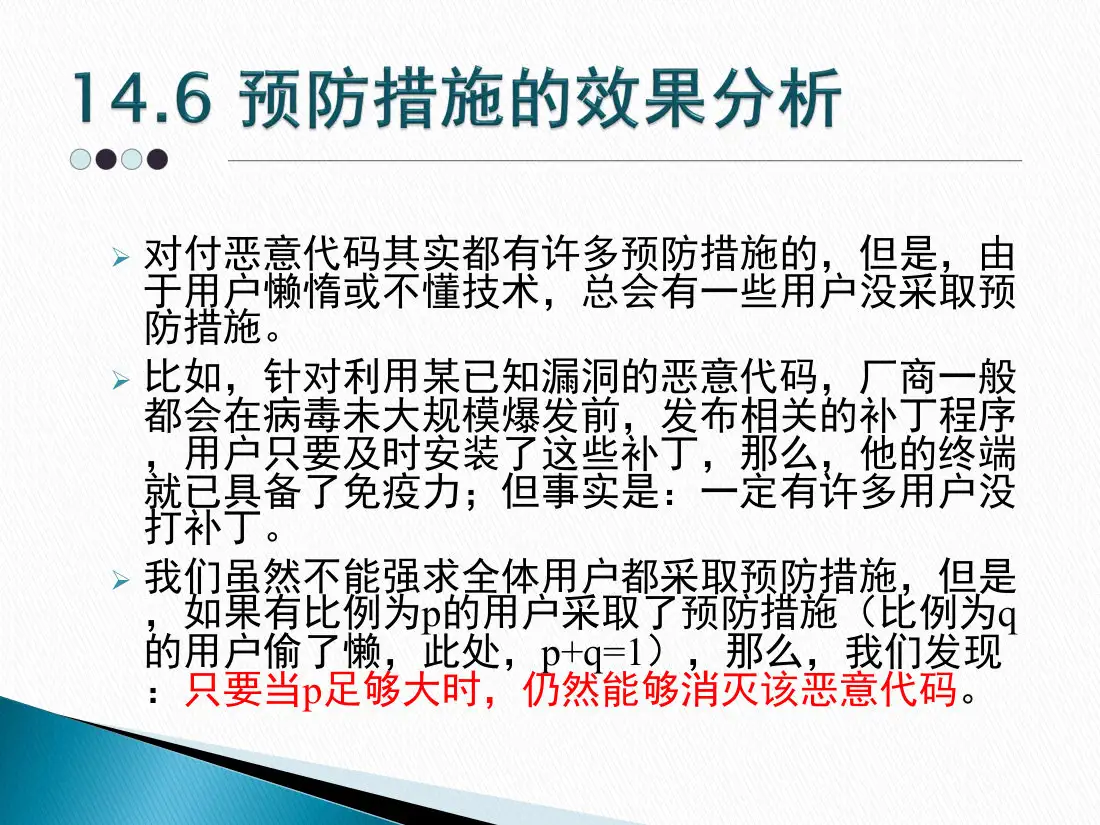 14.6 预防措施的效果分析
对付恶意代码其实都有许多预防措施的，但是，由
于用户懒惰或不懂技术，总会有一些用户没采取预
防措施。
比如，针对利用某已知漏洞的恶意代码，厂商一般
都会在病毒未大规模爆发前，发布相关的补丁程序
，用户只要及时安装了这些补丁，那么，他的终端
就已具备了免疫力；但事实是：一定有许多用户没
打补丁。
我们虽然不能强求全体用户都采取预防措施，但是
，如果有比例为p的用户采取了预防措施（比例为q
的用户偷了懒，此处，p+q=1），那么，我们发现
：只要当p足够大时，仍然能够消灭该恶意代码。